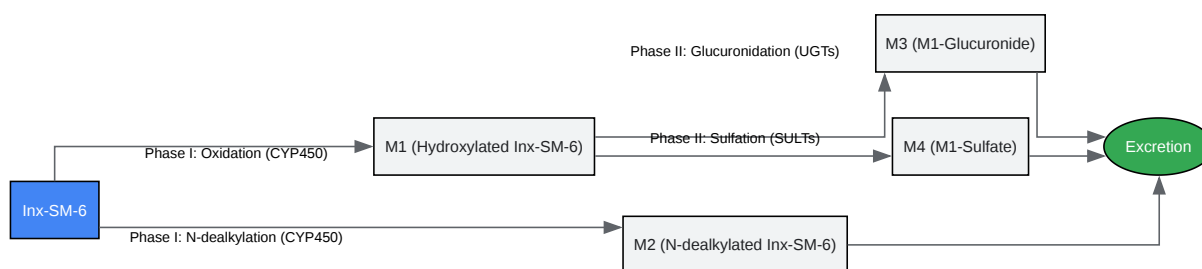 Phase II: Glucuronidation (UGTs)
M3 (M1-Glucuronide)
Phase I: Oxidation (CYP450)
M1 (Hydroxylated Inx-SM-6)
Phase II: Sulfation (SULTs)
M4 (M1-Sulfate)
Excretion
Inx-SM-6
Phase I: N-dealkylation (CYP450)
M2 (N-dealkylated Inx-SM-6)